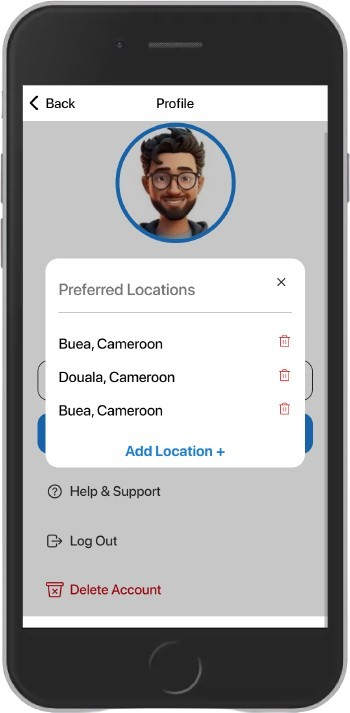 Back
Profile
Preferred Locations
Buea, Cameroon
Douala, Cameroon
Buea, Cameroon
Add Location +
Help & Support
Log Out
Delete Account